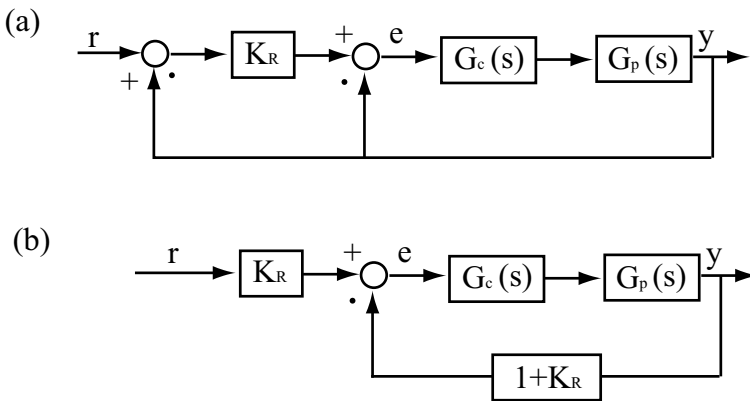 (a)
r
K_R
+
e
G_c(s)
G_p(s)
y
+
.
.
(b)
r
K_R
+
e
G_c(s)
G_p(s)
y
.
1+K_R